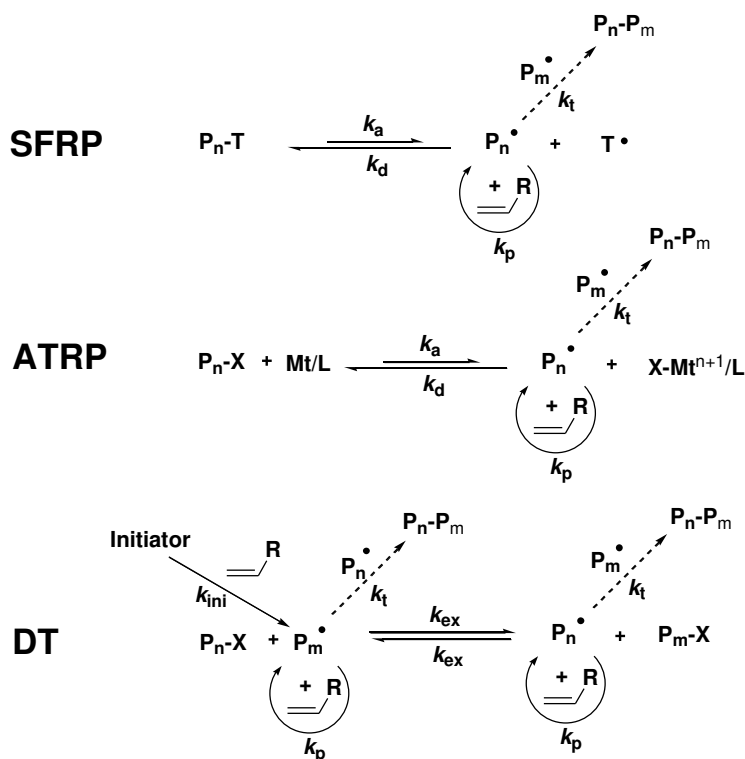 Pn-Pm
Pm•
kt
SFRP
Pn-T
ka
kd
Pn• + T•
+
R
kp
Pn-Pm
Pm•
kt
ATRP
Pn-X + Mt/L
ka
kd
Pn• + X-Mtⁿ⁺¹/L
+
R
kp
Pn-Pm
Pn-Pm
Initiator
R
Pn•
Pm•
kini
kt
kt
DT
Pn-X + Pm•
kex
kex
Pn• + Pm-X
+
R
+
R
kp
kp